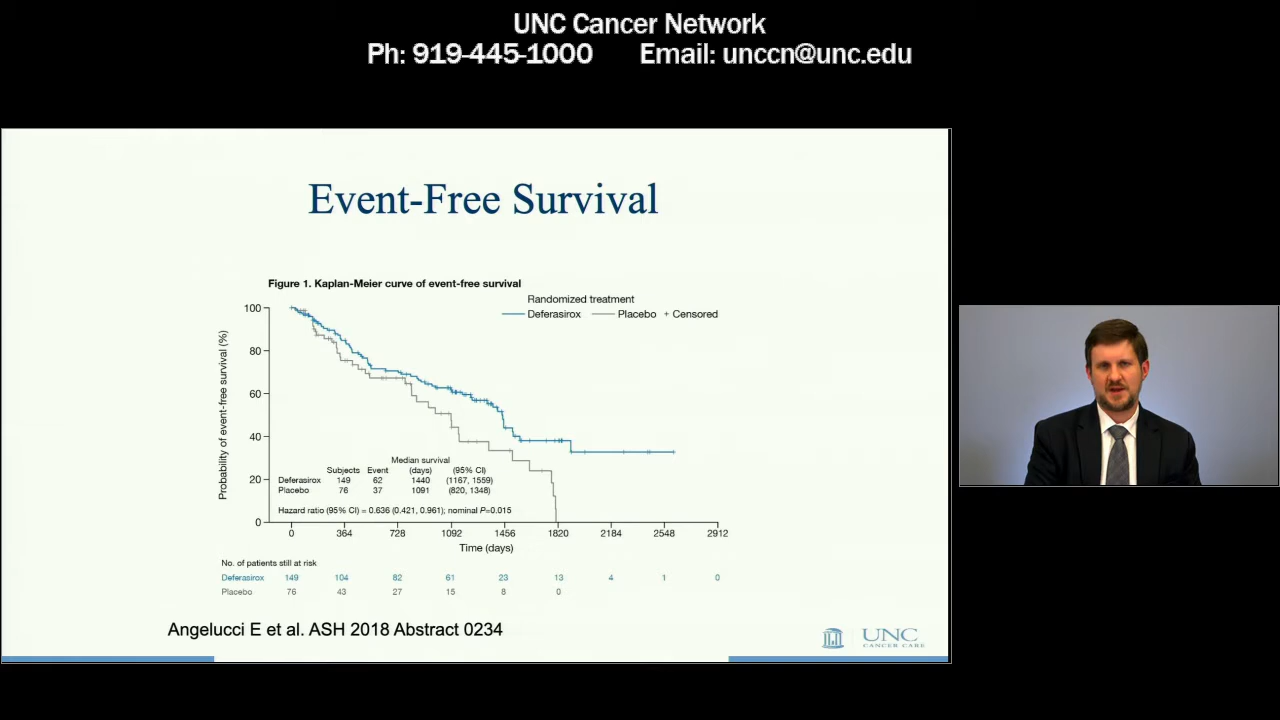 UNC Cancer Network
Ph: 919-445-1000 Email: unccn@unc.edu
Event-Free Survival
Figure 1. Kaplan-Meier curve of event-free survival
Randomized treatment
Deferasirox Placebo + Censored
Probability of event-free survival (%)
100
80
60
40
20
0
Median survival
Subjects Event (days) (95% CI)
Deferasirox 149 62 1440 (1167, 1559)
Placebo 76 37 1091 (820, 1348)
Hazard ratio (95% CI) = 0.636 (0.421, 0.961); nominal P=0.015
0 364 728 1092 1456 1820 2184 2548 2912
Time (days)
No. of patients still at risk
Deferasirox 149 104 82 61 23 13 4 1 0
Placebo 76 43 27 15 8 0
Angelucci E et al. ASH 2018 Abstract 0234
UNC
CANCER CARE